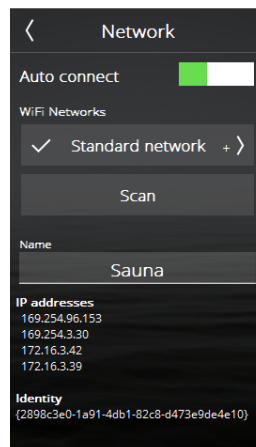 Network
Auto connect
WiFi Networks
Standard network +
Scan
Name
Sauna
IP addresses
169.254.96.153
169.254.3.30
172.16.3.42
172.16.3.39
Identity
{2898c3e0-1a91-4db1-82c8-d473e9de4e10}